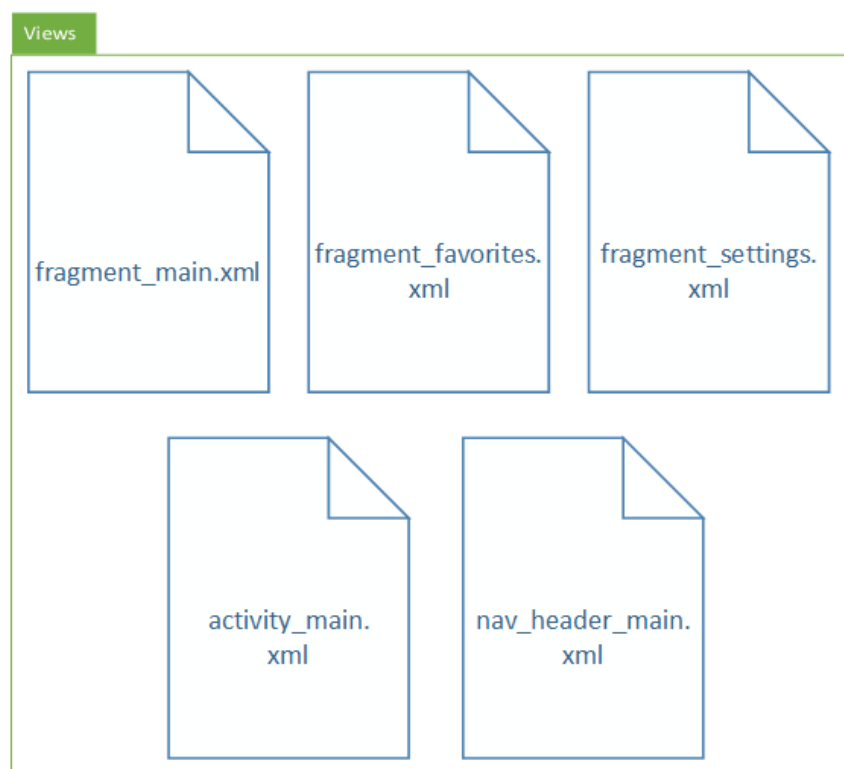 Views
fragment_main.xml
fragment_favorites.
xml
fragment_settings.
xml
activity_main.
xml
nav_header_main.
xml